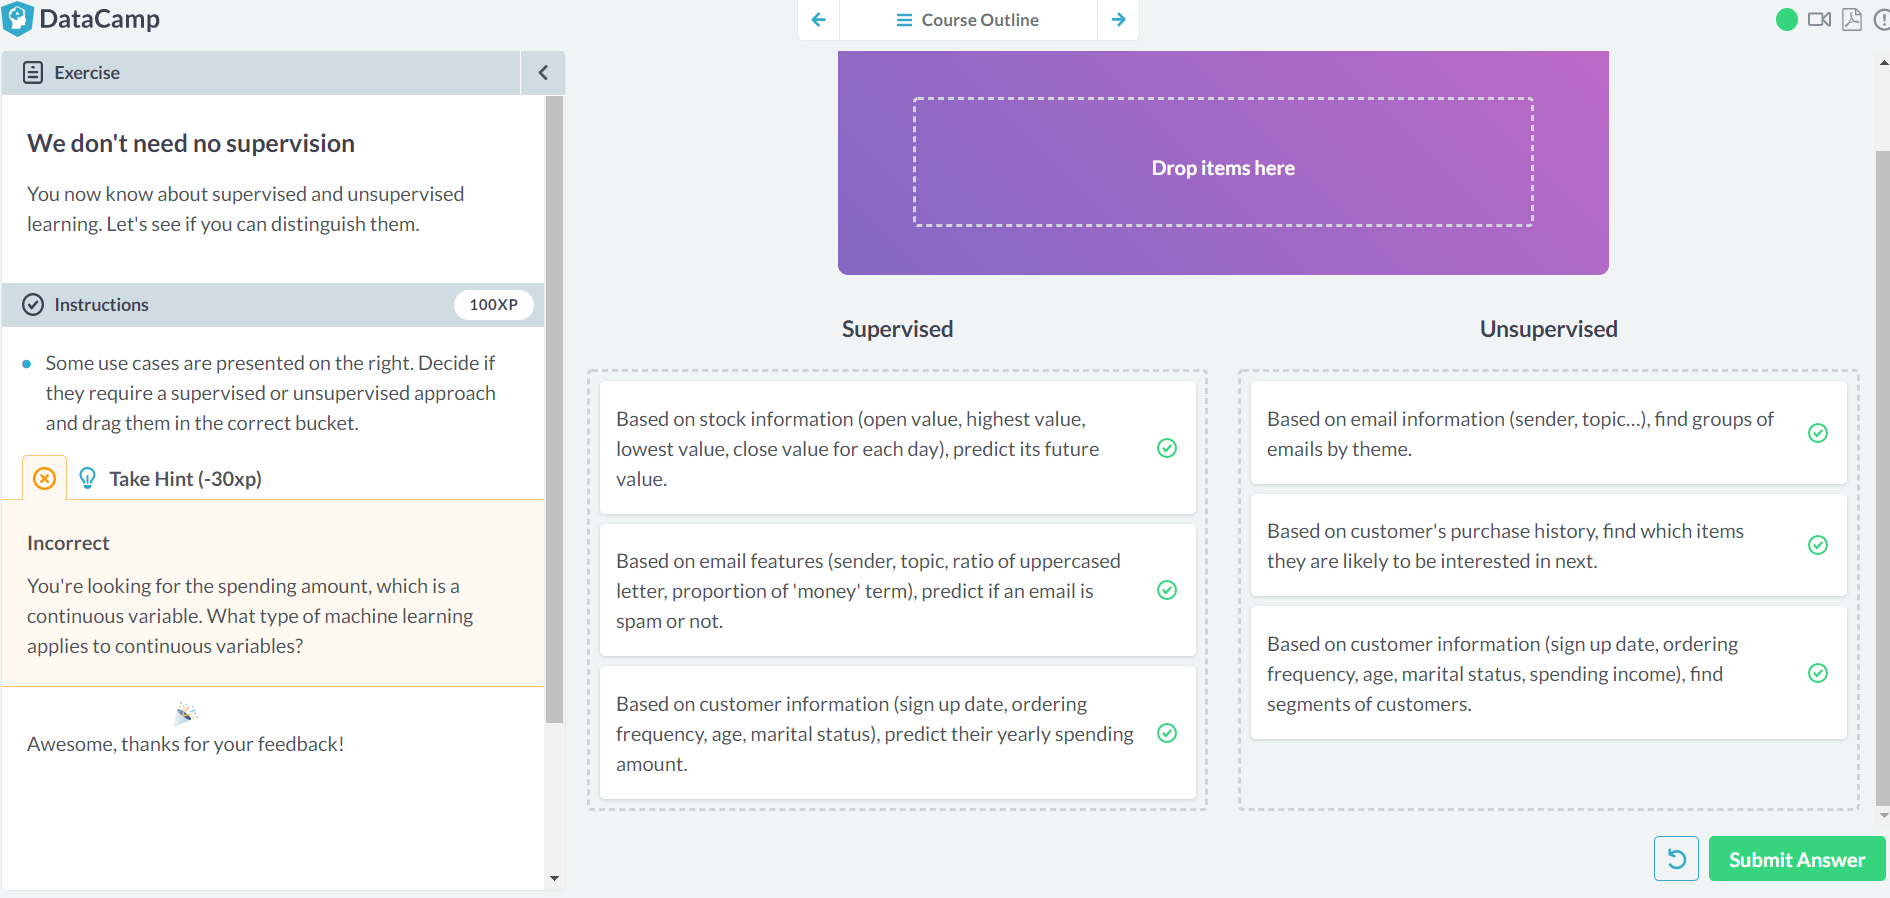 DataCamp
Course Outline
Exercise
We don't need no supervision
You now know about supervised and unsupervised
learning. Let's see if you can distinguish them.
Instructions
100XP
Some use cases are presented on the right. Decide if
they require a supervised or unsupervised approach
and drag them in the correct bucket.
Take Hint (-30xp)
Incorrect
You're looking for the spending amount, which is a
continuous variable. What type of machine learning
applies to continuous variables?
Awesome, thanks for your feedback!
Drop items here
Supervised
Based on stock information (open value, highest value,
lowest value, close value for each day), predict its future
value.
Based on email features (sender, topic, ratio of uppercased
letter, proportion of 'money' term), predict if an email is
spam or not.
Based on customer information (sign up date, ordering
frequency, age, marital status), predict their yearly spending
amount.
Unsupervised
Based on email information (sender, topic...), find groups of
emails by theme.
Based on customer's purchase history, find which items
they are likely to be interested in next.
Based on customer information (sign up date, ordering
frequency, age, marital status, spending income), find
segments of customers.
Submit Answer